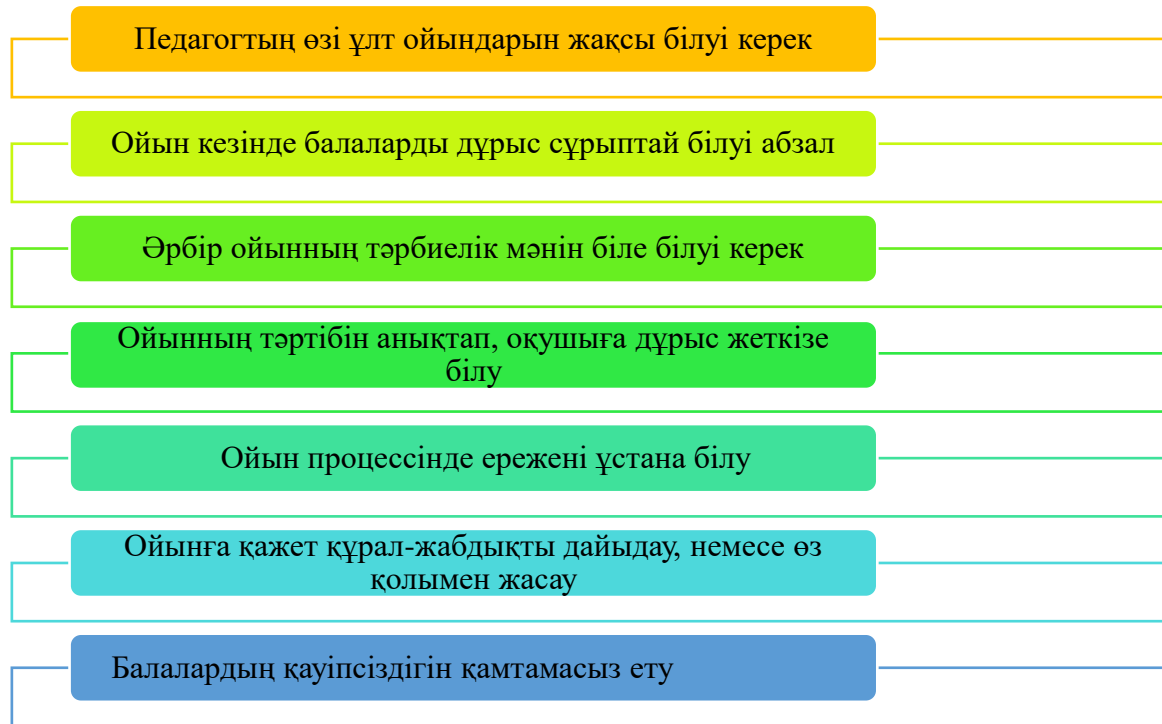 Педагогтың өзі ұлт ойындарын жақсы білуі керек
Ойын кезінде балаларды дұрыс сұрыптай білуі абзал
Әрбір ойынның тәрбиелік мәнін біле білуі керек
Ойынның тәртібін анықтап, оқушыға дұрыс жеткізе
білу
Ойын процессінде ережені ұстана білу
Ойынға қажет құрал-жабдықты дайыдау, немесе өз
қолымен жасау
Балалардың қауіпсіздігін қамтамасыз ету